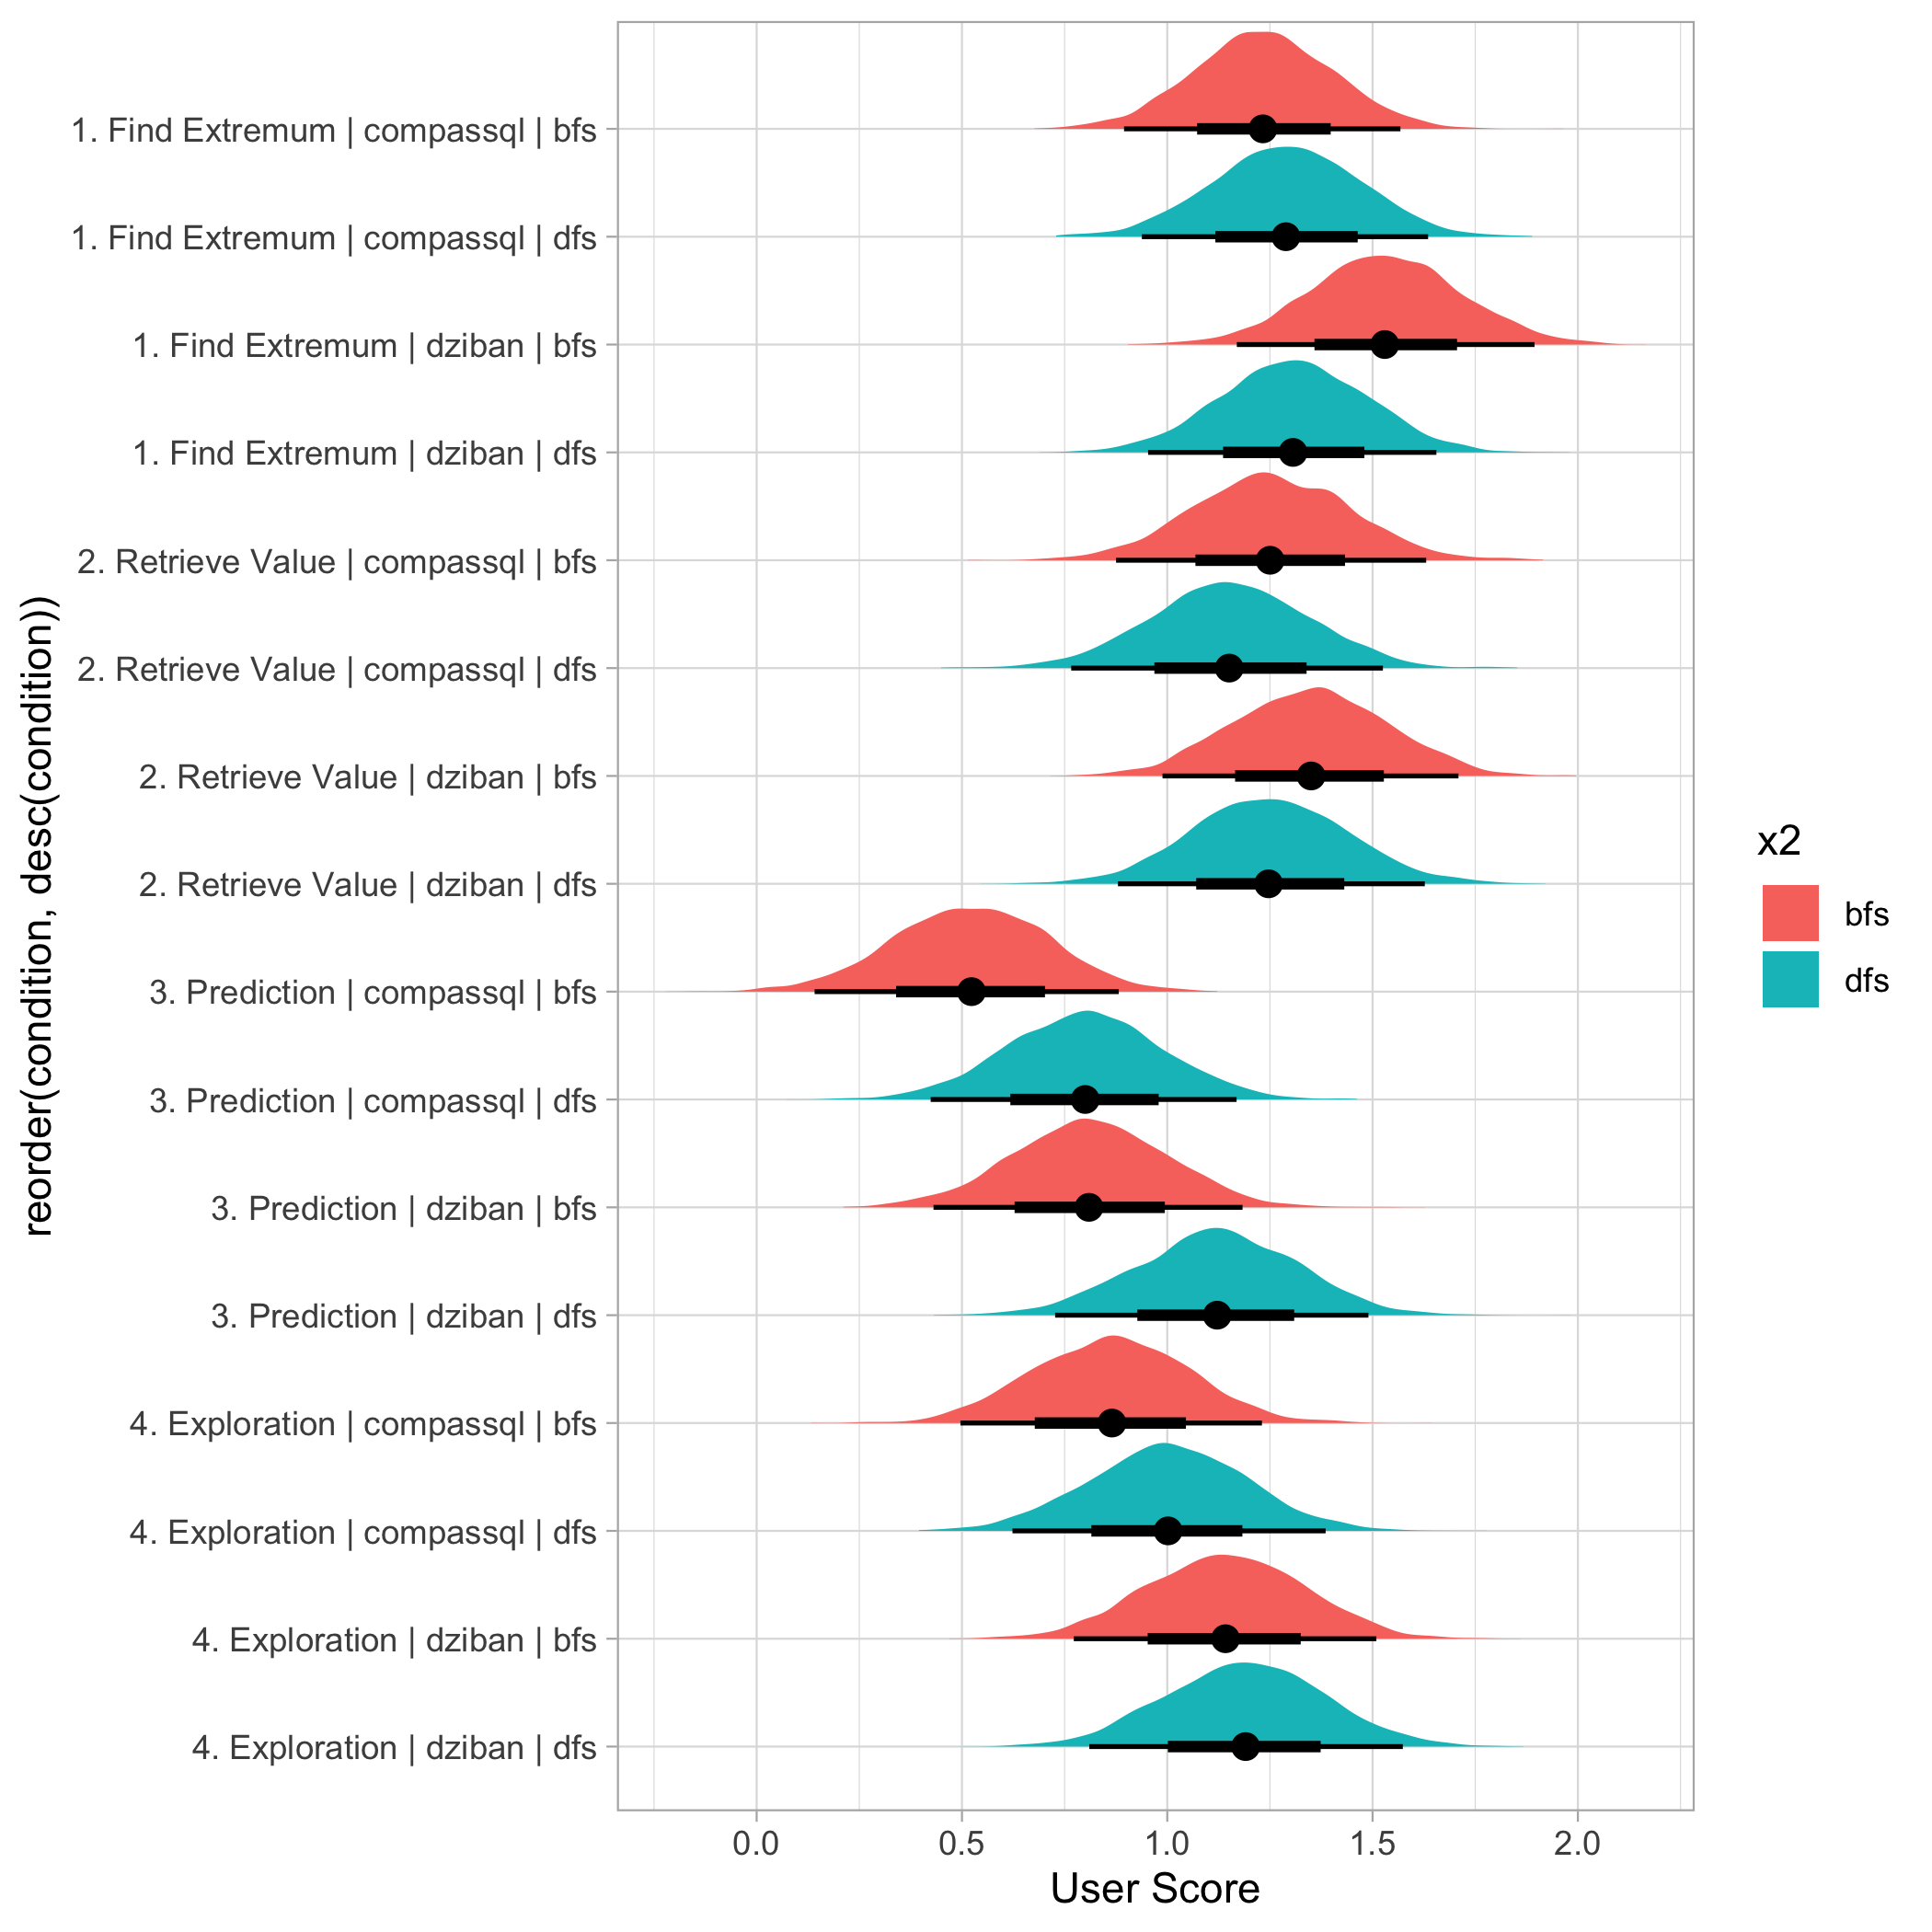 1. Find Extremum | compassql | bfs
1. Find Extremum | compassql | dfs
1. Find Extremum | dziban | bfs
1. Find Extremum | dziban | dfs
2. Retrieve Value | compassql | bfs
2. Retrieve Value | compassql | dfs
2. Retrieve Value | dziban | bfs
2. Retrieve Value | dziban | dfs
3. Prediction | compassql | bfs
3. Prediction | compassql | dfs
3. Prediction | dziban | bfs
3. Prediction | dziban | dfs
4. Exploration | compassql | bfs
4. Exploration | compassql | dfs
4. Exploration | dziban | bfs
4. Exploration | dziban | dfs
reorder(condition, desc(condition))
0.0 0.5 1.0 1.5 2.0
User Score
x2
bfs
dfs